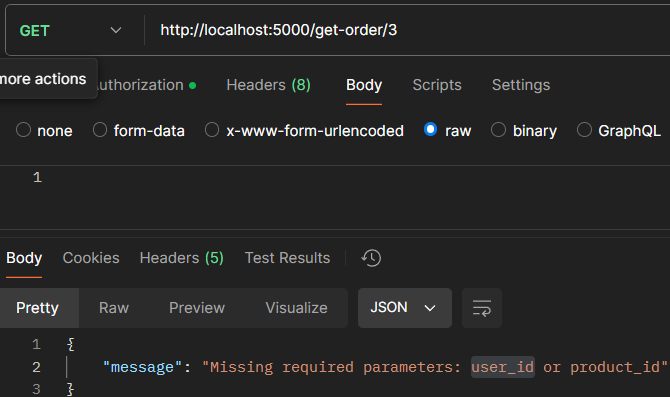 GET http://localhost:5000/get-order/3
more actions
uthorization Headers (8) Body Scripts Settings
none form-data x-www-form-urlencoded raw binary GraphQL
1
Body Cookies Headers (5) Test Results
Pretty Raw Preview Visualize JSON
1 {
2 "message": "Missing required parameters: user_id or product_id"
3 }